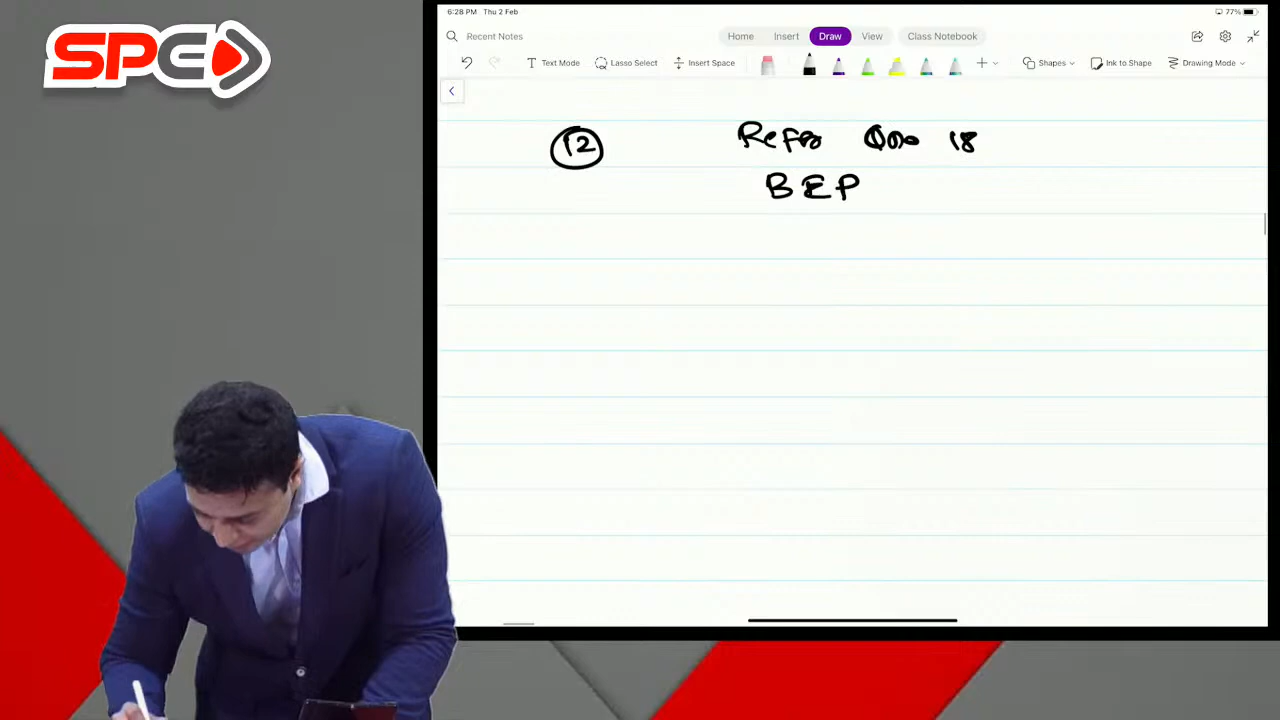 SPED
6:28 PM Thu 2 Feb
77%
Recent Notes
Home Insert Draw View Class Notebook
Text Mode Lasso Select Insert Space Shapes Ink to Shape Drawing Mode
12 Refer Que 18
BEP